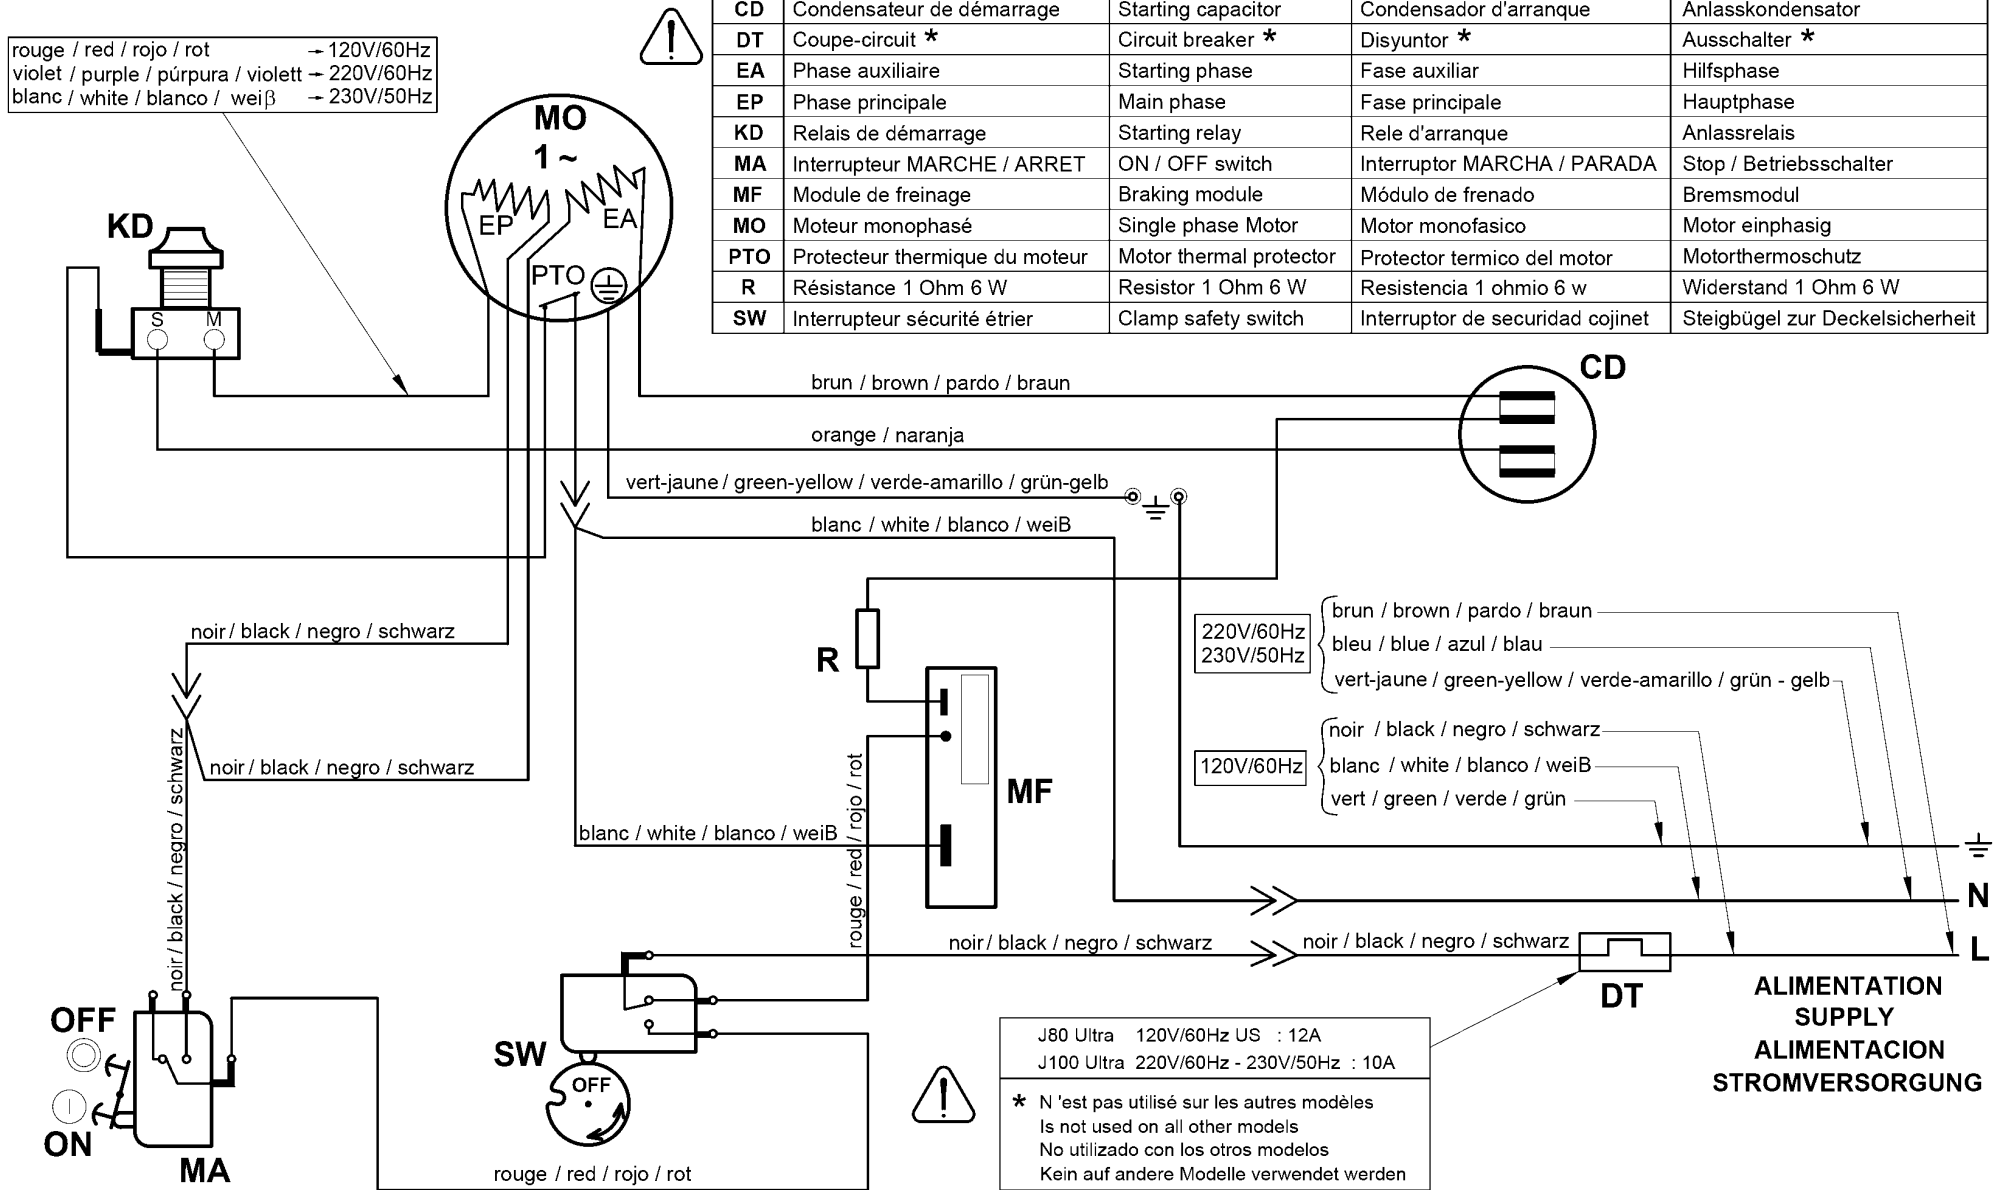 CD Condensateur de démarrage Starting capacitor Condensador d'arranque Anlasskondensator
DT Coupe-circuit * Circuit breaker * Disyuntor * Ausschalter *
EA Phase auxiliaire Starting phase Fase auxiliar Hilfsphase
EP Phase principale Main phase Fase principale Hauptphase
KD Relais de démarrage Starting relay Rele d'arranque Anlassrelais
MA Interrupteur MARCHE / ARRET ON / OFF switch Interruptor MARCHA / PARADA Stop / Betriebsschalter
MF Module de freinage Braking module Módulo de frenado Bremsmodul
MO Moteur monophasé Single phase Motor Motor monofasico Motor einphasig
PTO Protecteur thermique du moteur Motor thermal protector Protector termico del motor Motorthermoschutz
R Résistance 1 Ohm 6 W Resistor 1 Ohm 6 W Resistencia 1 ohmio 6 w Widerstand 1 Ohm 6 W
SW Interrupteur sécurité étrier Clamp safety switch Interruptor de securidad cojinet Steigbügel zur Deckelsicherheit
rouge / red / rojo / rot → 120V/60Hz
violet / purple / púrpura / violett → 220V/60Hz
blanc / white / blanco / weiβ → 230V/50Hz
!
MO
1 ~
EP
EA
PTO
KD
S
M
CD
brun / brown / pardo / braun
orange / naranja
vert-jaune / green-yellow / verde-amarillo / grün-gelb
blanc / white / blanco / weiB
noir / black / negro / schwarz
R
220V/60Hz
230V/50Hz
brun / brown / pardo / braun
bleu / blue / azul / blau
vert-jaune / green-yellow / verde-amarillo / grün - gelb
120V/60Hz
noir / black / negro / schwarz
blanc / white / blanco / weiB
vert / green / verde / grün
noir / black / negro / schwarz
noir / black / negro / schwarz
MF
blanc / white / blanco / weiB
rouge / red / rojo / rot
N
noir / black / negro / schwarz
noir / black / negro / schwarz
L
DT
ALIMENTATION
SUPPLY
ALIMENTACION
STROMVERSORGUNG
OFF
ON
MA
SW
OFF
rouge / red / rojo / rot
!
J80 Ultra 120V/60Hz US : 12A
J100 Ultra 220V/60Hz - 230V/50Hz : 10A
* N 'est pas utilisé sur les autres modèles
Is not used on all other models
No utilizado con los otros modelos
Kein auf andere Modelle verwendet werden